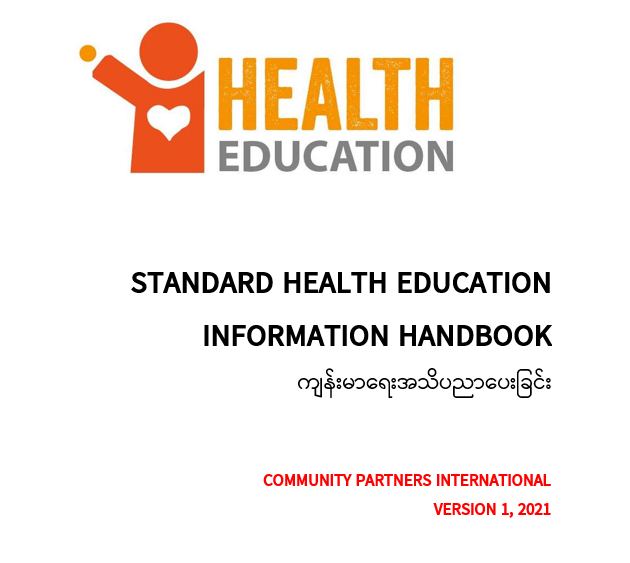 HEALTH
EDUCATION
STANDARD HEALTH EDUCATION
INFORMATION HANDBOOK
ကျန်းမာရေးအသိပညာပေးခြင်း
COMMUNITY PARTNERS INTERNATIONAL
VERSION 1, 2021